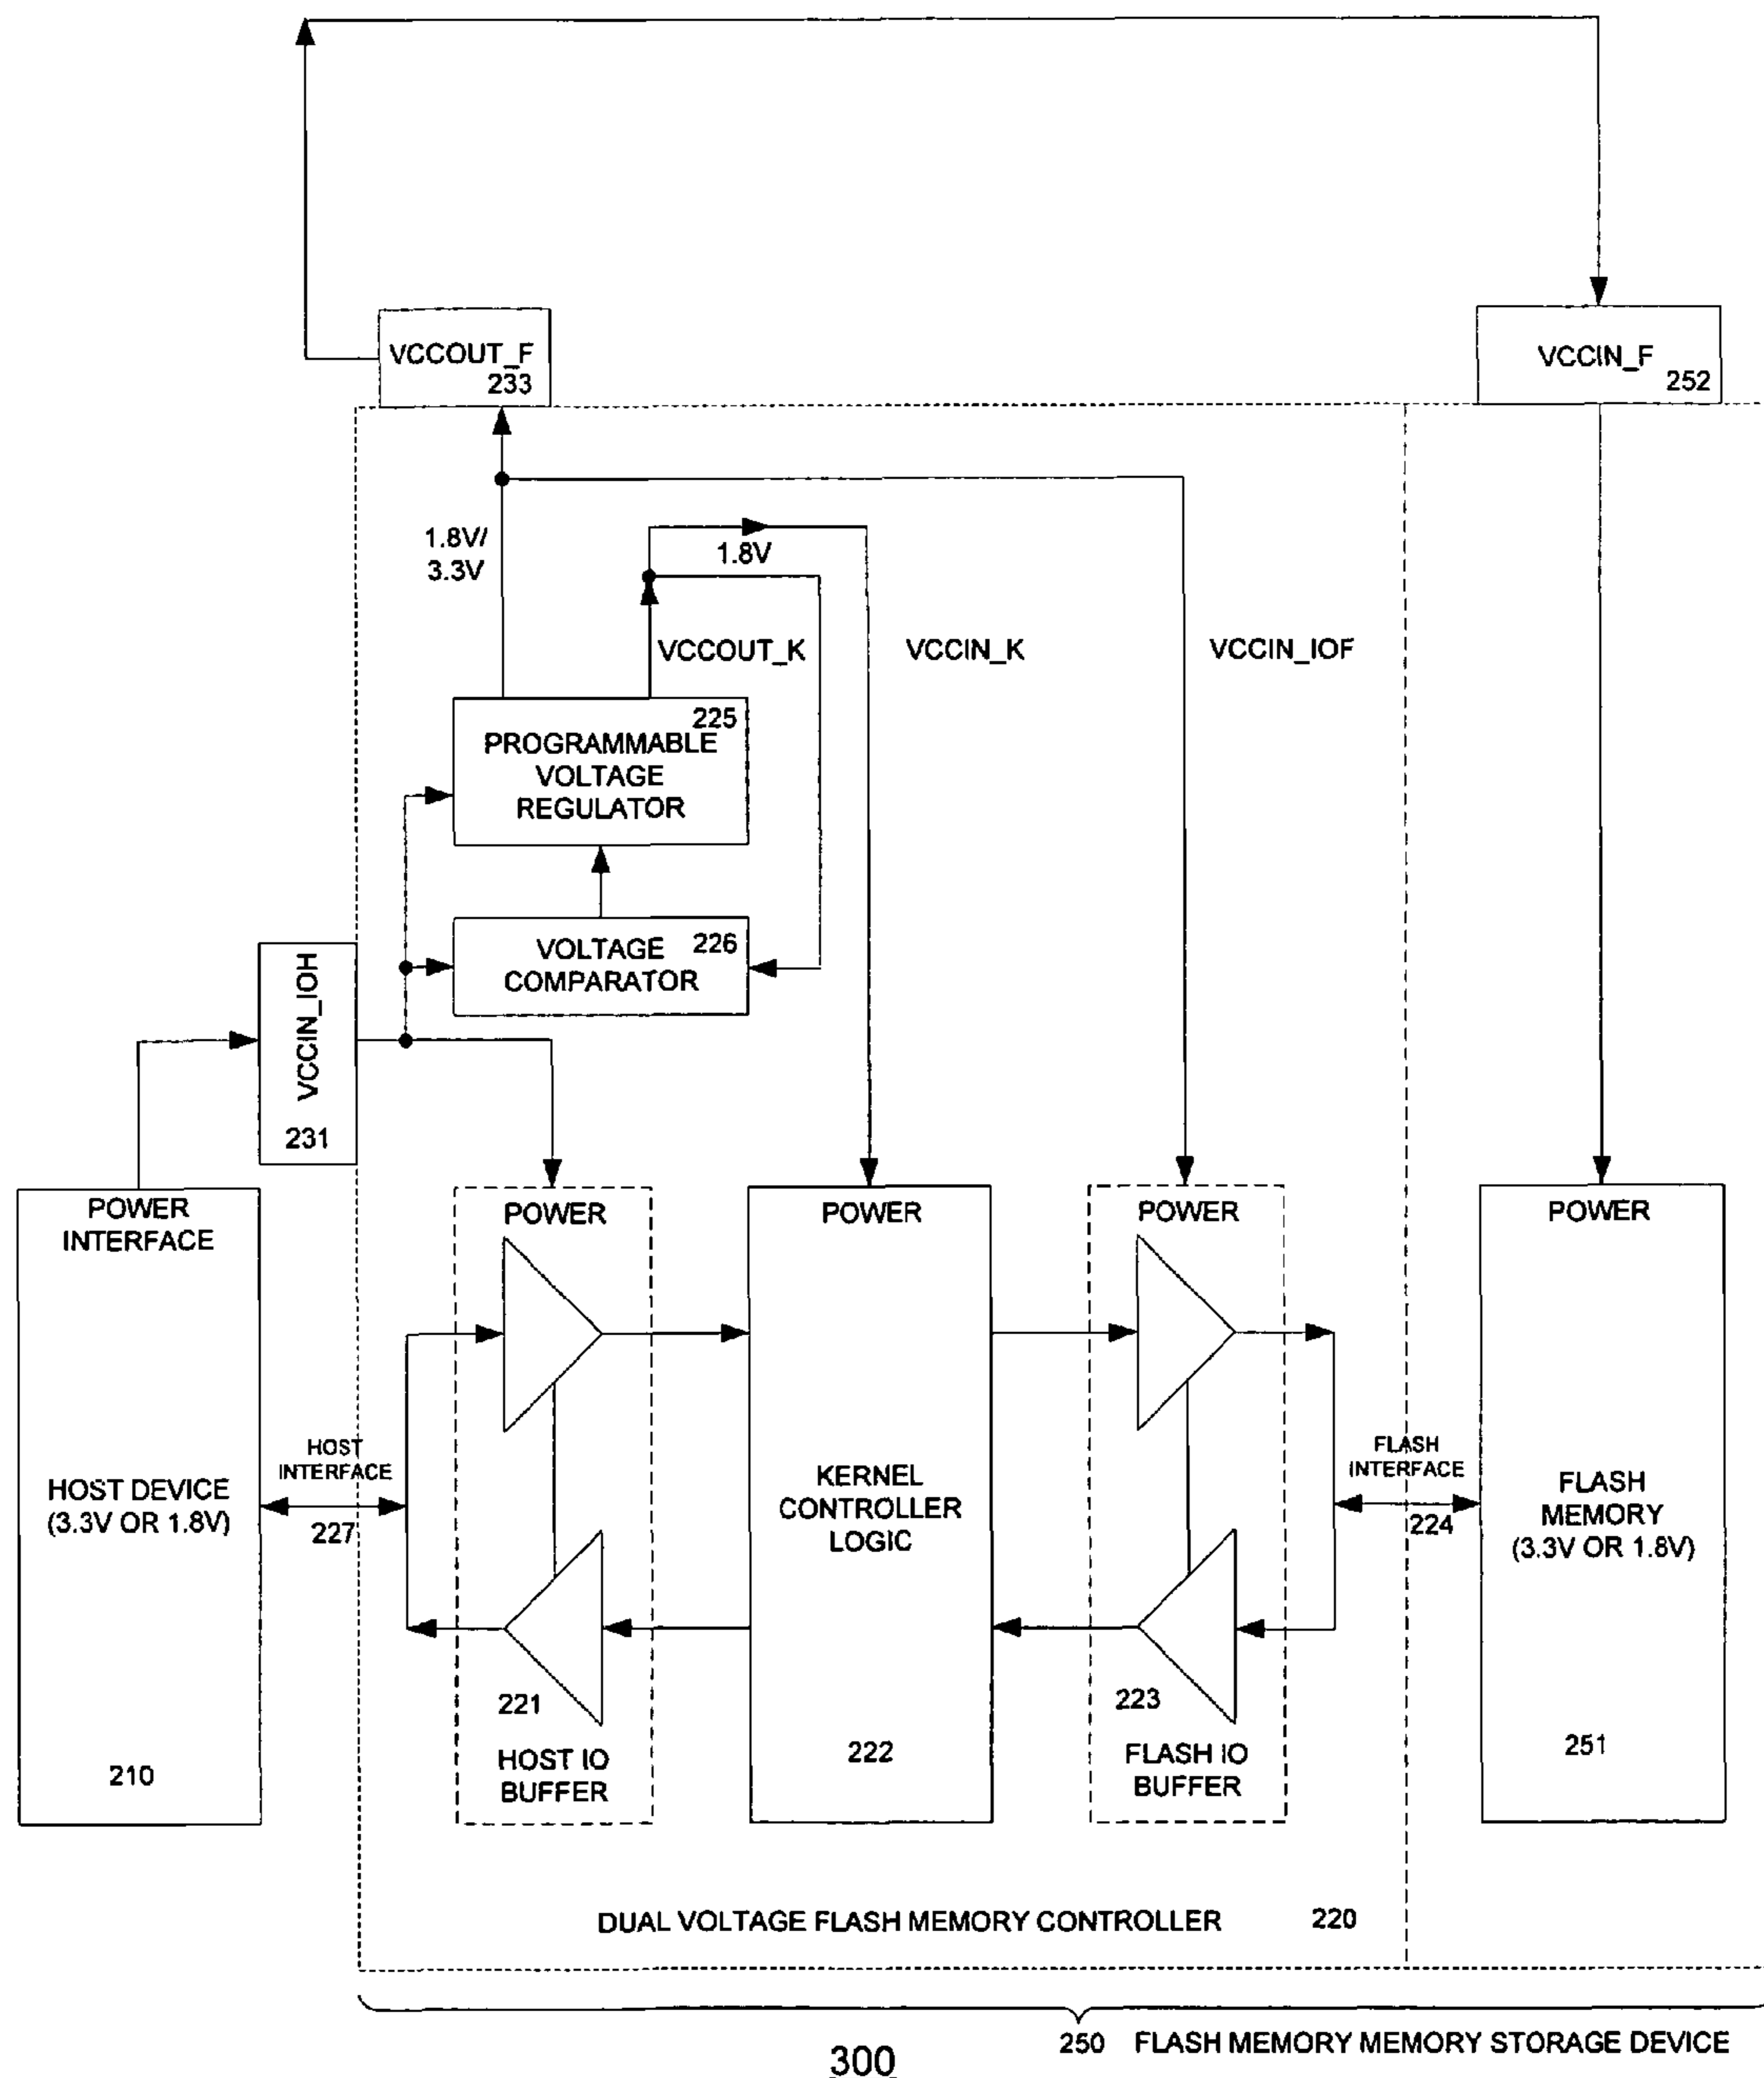 VCCOUT_F
233
VCCIN_F
252
1.8V/
3.3V
1.8V
VCCOUT_K
VCCIN_K
VCCIN_IOF
225
PROGRAMMABLE
VOLTAGE
REGULATOR
VOLTAGE
COMPARATOR
226
VCCIN_IOH
231
POWER
INTERFACE
POWER
POWER
POWER
POWER
HOST
INTERFACE
227
HOST DEVICE
(3.3V OR 1.8V)
210
221
HOST IO
BUFFER
KERNEL
CONTROLLER
LOGIC
222
223
FLASH IO
BUFFER
FLASH
INTERFACE
224
FLASH
MEMORY
(3.3V OR 1.8V)
251
DUAL VOLTAGE FLASH MEMORY CONTROLLER 220
250 FLASH MEMORY MEMORY STORAGE DEVICE
300